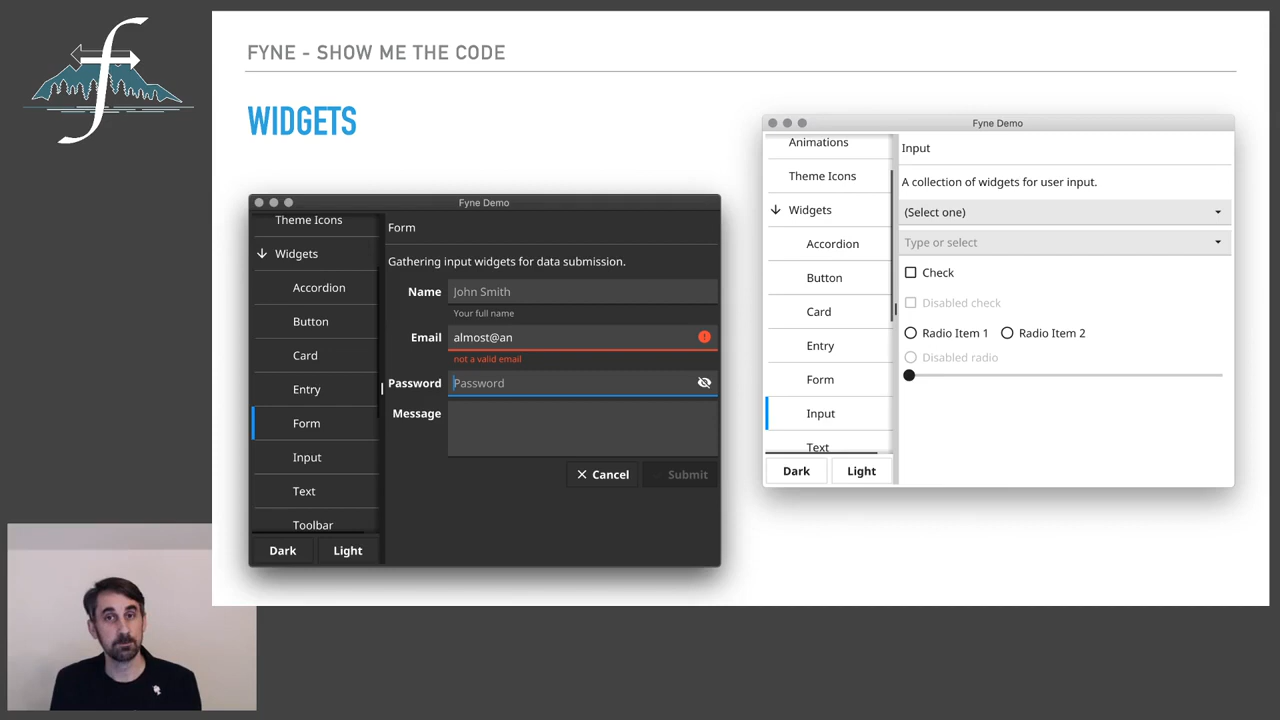 f
FYNE - SHOW ME THE CODE
WIDGETS
Fyne Demo
Theme Icons
Widgets
Accordion
Button
Card
Entry
Form
Input
Text
Toolbar
Dark
Light
Form
Gathering input widgets for data submission.
Name
John Smith
Your full name
Email
almost@an
not a valid email
Password
Password
Message
Cancel
Submit
Fyne Demo
Animations
Theme Icons
Widgets
Accordion
Button
Card
Entry
Form
Input
Text
Dark
Light
Input
A collection of widgets for user input.
(Select one)
Type or select
Check
Disabled check
Radio Item 1
Radio Item 2
Disabled radio